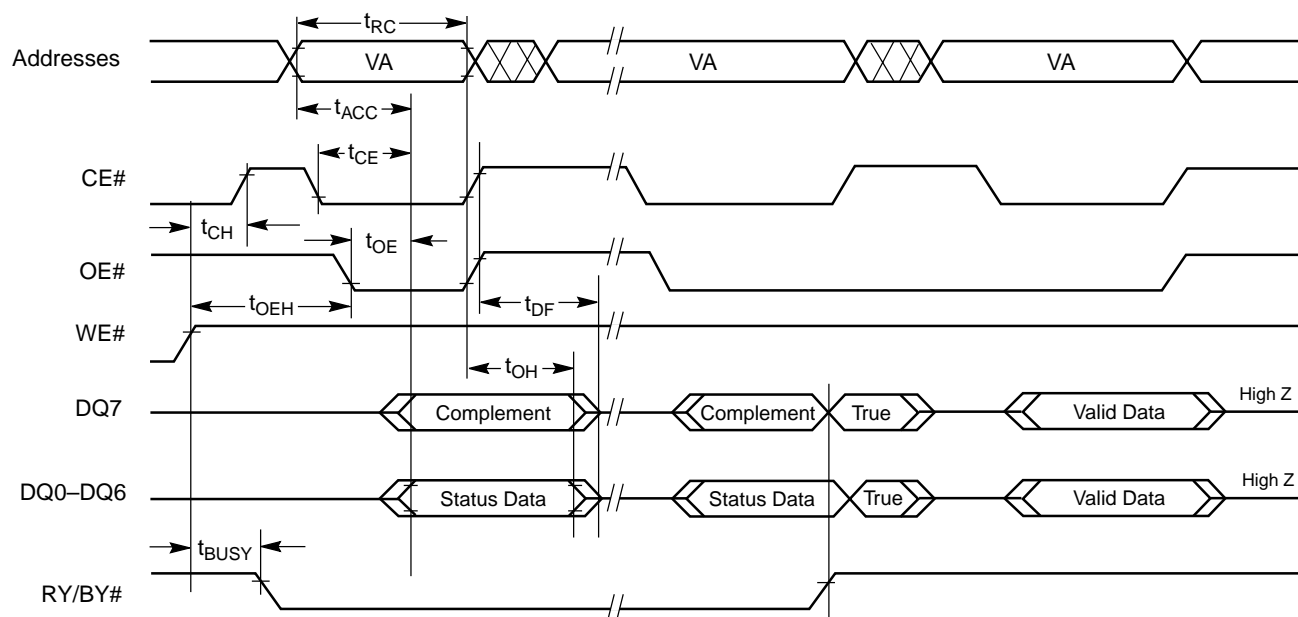 tRC
Addresses VA VA VA
tACC
tCE
CE#
tCH tOE
OE#
tOEH tDF
WE#
tOH
DQ7 Complement Complement True Valid Data High Z
DQ0–DQ6 Status Data Status Data True Valid Data High Z
tBUSY
RY/BY#